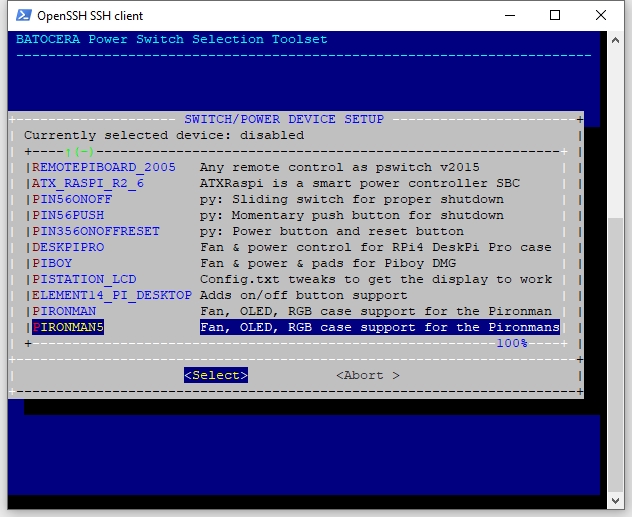 OpenSSH SSH client
BATOCERA Power Switch Selection Toolset
SWITCH/POWER DEVICE SETUP
Currently selected device: disabled
↑(-)
REMOTEPIBOARD_2005 Any remote control as pswitch v2015
ATX_RASPI_R2_6 ATXRaspi is a smart power controller SBC
PIN56ONOFF py: Sliding switch for proper shutdown
PIN56PUSH py: Momentary push button for shutdown
PIN356ONOFFRESET py: Power button and reset button
DESKPIPRO Fan & power control for RPi4 DeskPi Pro case
PIBOY Fan & power & pads for Piboy DMG
PISTATION_LCD Config.txt tweaks to get the display to work
ELEMENT14_PI_DESKTOP Adds on/off button support
PIRONMAN Fan, OLED, RGB case support for the Pironman
PIRONMAN5 Fan, OLED, RGB case support for the Pironman5
100%
<Select> <Abort >